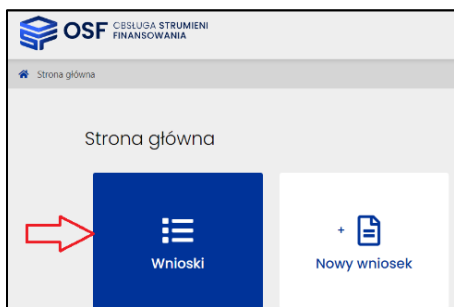 OSF OBSŁUGA STRUMIENI
FINANSOWANIA
Strona główna
Strona główna
Wnioski
+
Nowy wniosek